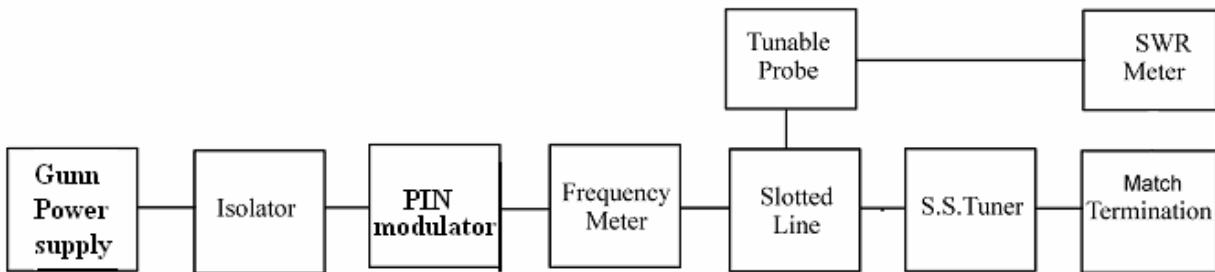 Tunable
Probe
SWR
Meter
Gunn
Power
supply
Isolator
PIN
modulator
Frequency
Meter
Slotted
Line
S.S.Tuner
Match
Termination